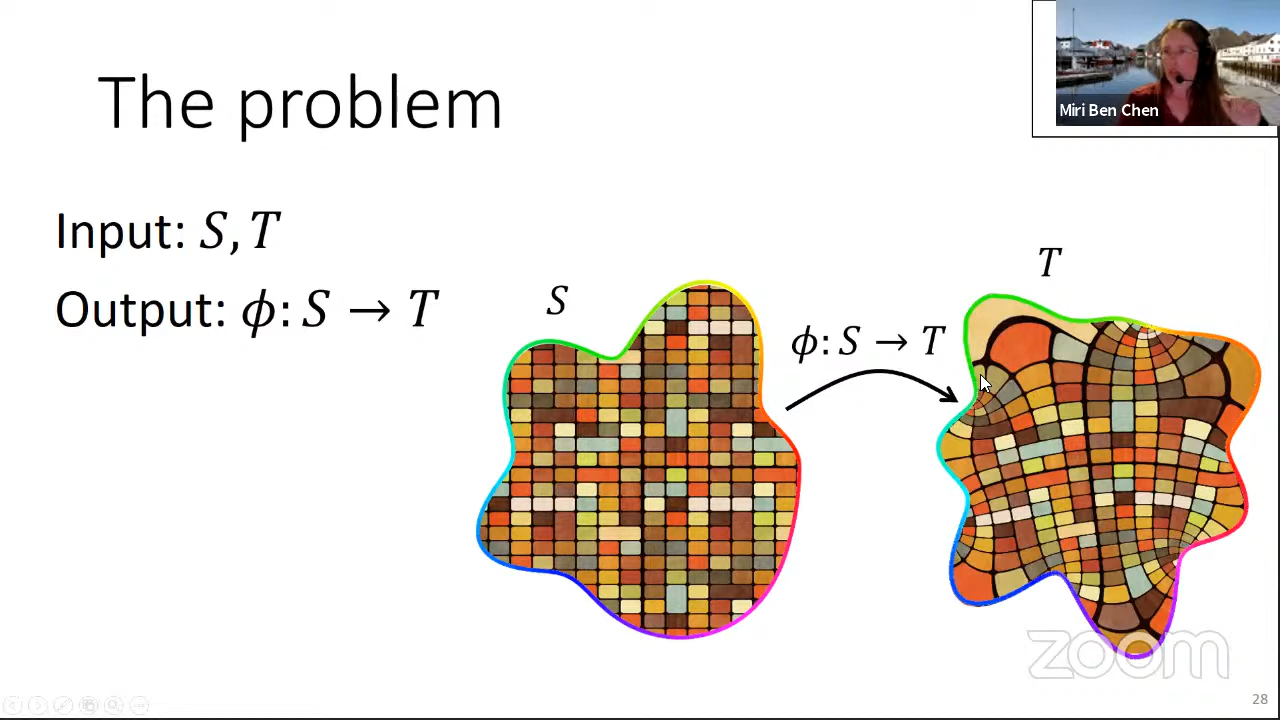 The problem
Miri Ben Chen
Input: 𝑆, 𝑇
Output: 𝜙: 𝑆 → 𝑇
𝑆
𝜙: 𝑆 → 𝑇
𝑇
zoom
28